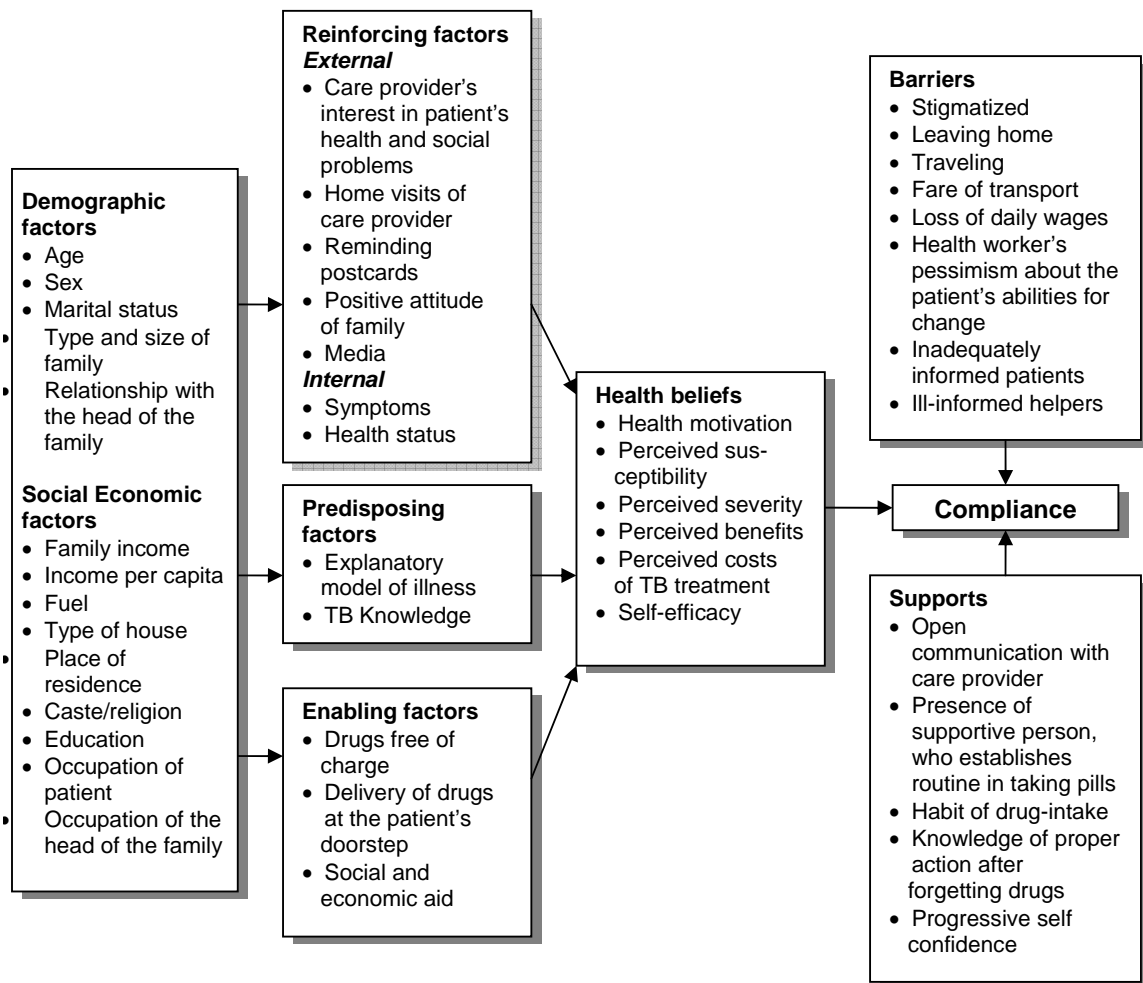 Demographic
factors
• Age
• Sex
• Marital status
• Type and size of
family
• Relationship with
the head of the
family
Social Economic
factors
• Family income
• Income per capita
• Fuel
• Type of house
• Place of
residence
• Caste/religion
• Education
• Occupation of
patient
• Occupation of the
head of the family
Reinforcing factors
External
• Care provider's
interest in patient's
health and social
problems
• Home visits of
care provider
• Reminding
postcards
• Positive attitude
of family
• Media
Internal
• Symptoms
• Health status
Predisposing
factors
• Explanatory
model of illness
• TB Knowledge
Enabling factors
• Drugs free of
charge
• Delivery of drugs
at the patient's
doorstep
• Social and
economic aid
Health beliefs
• Health motivation
• Perceived sus-
ceptibility
• Perceived severity
• Perceived benefits
• Perceived costs
of TB treatment
• Self-efficacy
Barriers
• Stigmatized
• Leaving home
• Traveling
• Fare of transport
• Loss of daily wages
• Health worker's
pessimism about the
patient's abilities for
change
• Inadequately
informed patients
• Ill-informed helpers
Compliance
Supports
• Open
communication with
care provider
• Presence of
supportive person,
who establishes
routine in taking pills
• Habit of drug-intake
• Knowledge of proper
action after
forgetting drugs
• Progressive self
confidence